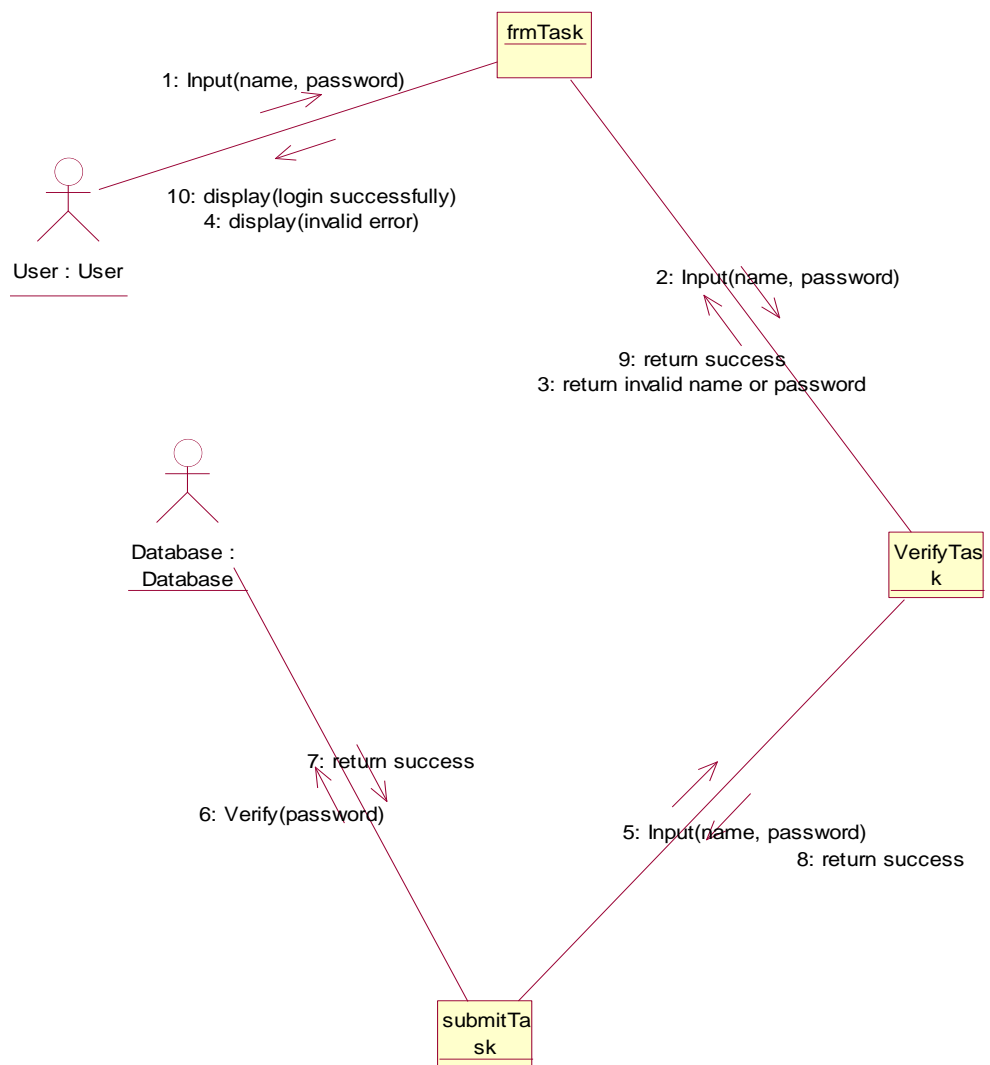 frmTask
1: Input(name, password)
10: display(login successfully)
4: display(invalid error)
User : User
2: Input(name, password)
9: return success
3: return invalid name or password
Database :
Database
VerifyTas
k
7: return success
6: Verify(password)
5: Input(name, password)
8: return success
submitTa
sk